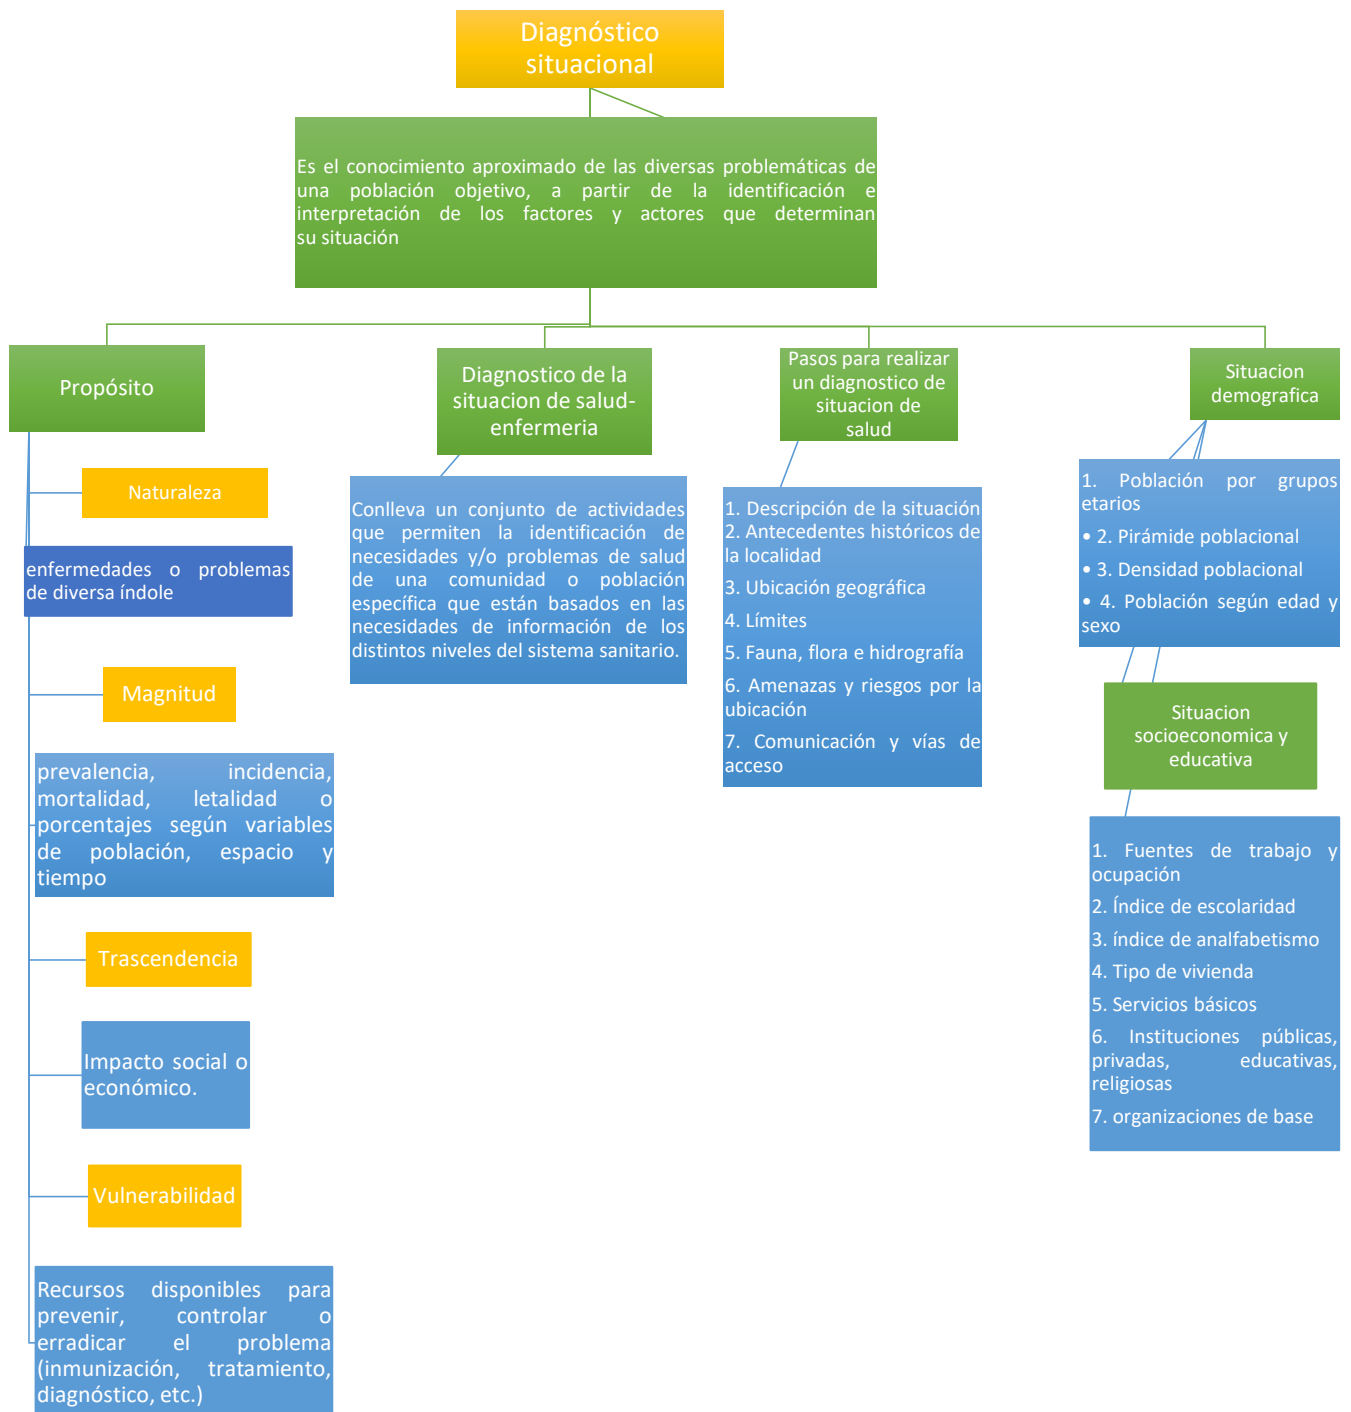 Diagnóstico
situacional
Es el conocimiento aproximado de las diversas problemáticas de
una población objetivo, a partir de la identificación e
interpretación de los factores y actores que determinan
su situación
Propósito
Naturaleza
enfermedades o problemas
de diversa índole
Magnitud
prevalencia, incidencia,
mortalidad, letalidad o
porcentajes según variables
de población, espacio y
tiempo
Trascendencia
Impacto social o
económico.
Vulnerabilidad
Recursos disponibles para
prevenir, controlar o
erradicar el problema
(inmunización, tratamiento,
diagnóstico, etc.)
Diagnostico de la
situacion de salud-
enfermeria
Conlleva un conjunto de actividades
que permiten la identificación de
necesidades y/o problemas de salud
de una comunidad o población
específica que están basados en las
necesidades de información de los
distintos niveles del sistema sanitario.
Pasos para realizar
un diagnostico de
situacion de
salud
1. Descripción de la situación
2. Antecedentes históricos de
la localidad
3. Ubicación geográfica
4. Límites
5. Fauna, flora e hidrografía
6. Amenazas y riesgos por la
ubicación
7. Comunicación y vías de
acceso
Situacion
demografica
1. Población por grupos
etarios
• 2. Pirámide poblacional
• 3. Densidad poblacional
• 4. Población según edad y
sexo
Situacion
socioeconomica y
educativa
1. Fuentes de trabajo y
ocupación
2. Índice de escolaridad
3. índice de analfabetismo
4. Tipo de vivienda
5. Servicios básicos
6. Instituciones públicas,
privadas, educativas,
religiosas
7. organizaciones de base